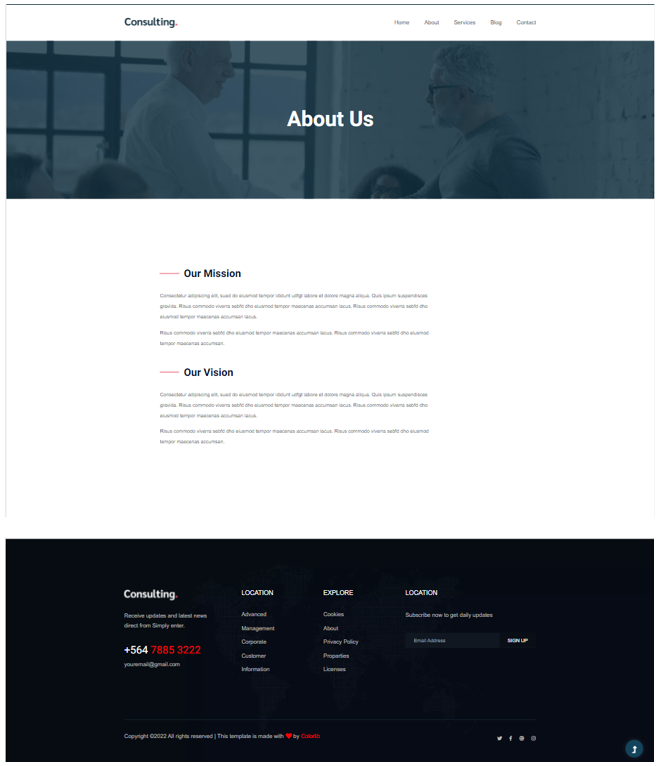 Consulting.
Home About Services Blog Contact
About Us
Our Mission
Consectetur adipiscing elit, sued do eiusmod tempor ididunt udfgt labore et dolore magna aliqua. Quis ipsum suspendisces
gravida. Risus commodo viverra sebfd dho eiusmod tempor maecenas accumsan lacus. Risus commodo viverra sebfd dho
eiusmod tempor maecenas accumsan lacus.
Risus commodo viverra sebfd dho eiusmod tempor maecenas accumsan lacus. Risus commodo viverra sebfd dho eiusmod
tempor maecenas accumsan.
Our Vision
Consectetur adipiscing elit, sued do eiusmod tempor ididunt udfgt labore et dolore magna aliqua. Quis ipsum suspendisces
gravida. Risus commodo viverra sebfd dho eiusmod tempor maecenas accumsan lacus. Risus commodo viverra sebfd dho
eiusmod tempor maecenas accumsan lacus.
Risus commodo viverra sebfd dho eiusmod tempor maecenas accumsan lacus. Risus commodo viverra sebfd dho eiusmod
tempor maecenas accumsan.
Consulting.
Receive updates and latest news
direct from Simply enter.
+564 7885 3222
youremail@gmail.com
LOCATION
Advanced
Management
Corporate
Customer
Information
EXPLORE
Cookies
About
Privacy Policy
Properties
Licenses
LOCATION
Subscribe now to get daily updates
Email Address SIGN UP
Copyright ©2022 All rights reserved | This template is made with ❤ by Colorlib